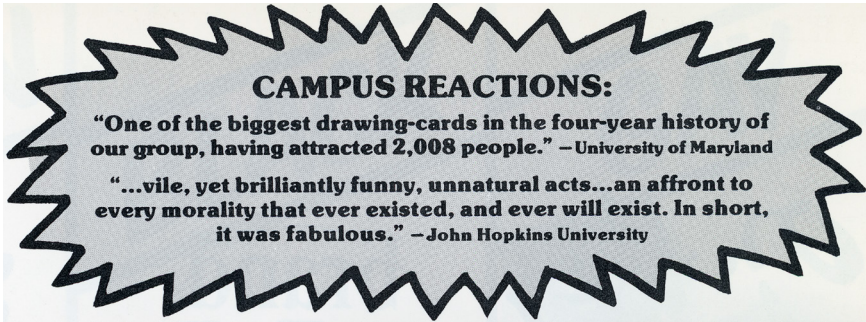 CAMPUS REACTIONS:
“One of the biggest drawing-cards in the four-year history of
our group, having attracted 2,008 people.” —University of Maryland
“...vile, yet brilliantly funny, unnatural acts...an affront to
every morality that ever existed, and ever will exist. In short,
it was fabulous.” —John Hopkins University